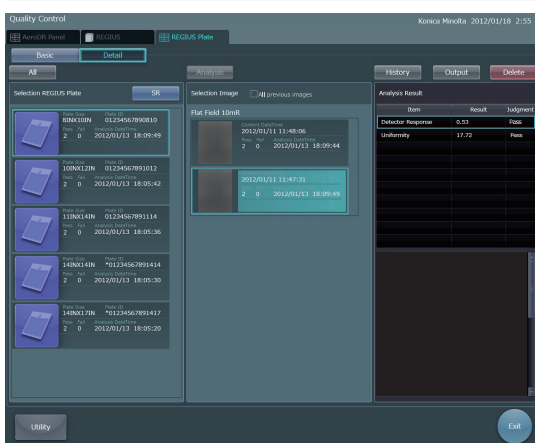 Quality Control
Konica Minolta 2012/01/18 2:55
AeroDR Panel
REGIUS
REGIUS Plate
Basic
Detail
All
Analysis
History
Output
Delete
Selection REGIUS Plate
SR
Selection Image
All previous images
Analysis Result
Plate Size Plate ID
8INX10IN 01234567890810
Pass Fail Analysis DateTime
2 0 2012/01/13 18:09:49
Plate Size Plate ID
10INX12IN 01234567891012
Pass Fail Analysis DateTime
2 0 2012/01/13 18:05:42
Plate Size Plate ID
11INX14IN 01234567891114
Pass Fail Analysis DateTime
2 0 2012/01/13 18:05:36
Plate Size Plate ID
14INX14IN *01234567891414
Pass Fail Analysis DateTime
2 0 2012/01/13 18:05:30
Plate Size Plate ID
14INX17IN *01234567891417
Pass Fail Analysis DateTime
2 0 2012/01/13 18:05:20
Flat Field 10mR
Content DateTime
2012/01/11 11:48:06
Pass Fail Analysis DateTime
2 0 2012/01/13 18:09:44
2012/01/11 11:47:31
2 0 2012/01/13 18:09:49
Item Result Judgment
Detector Response 0.53 Pass
Uniformity 17.72 Pass
Utility
Exit